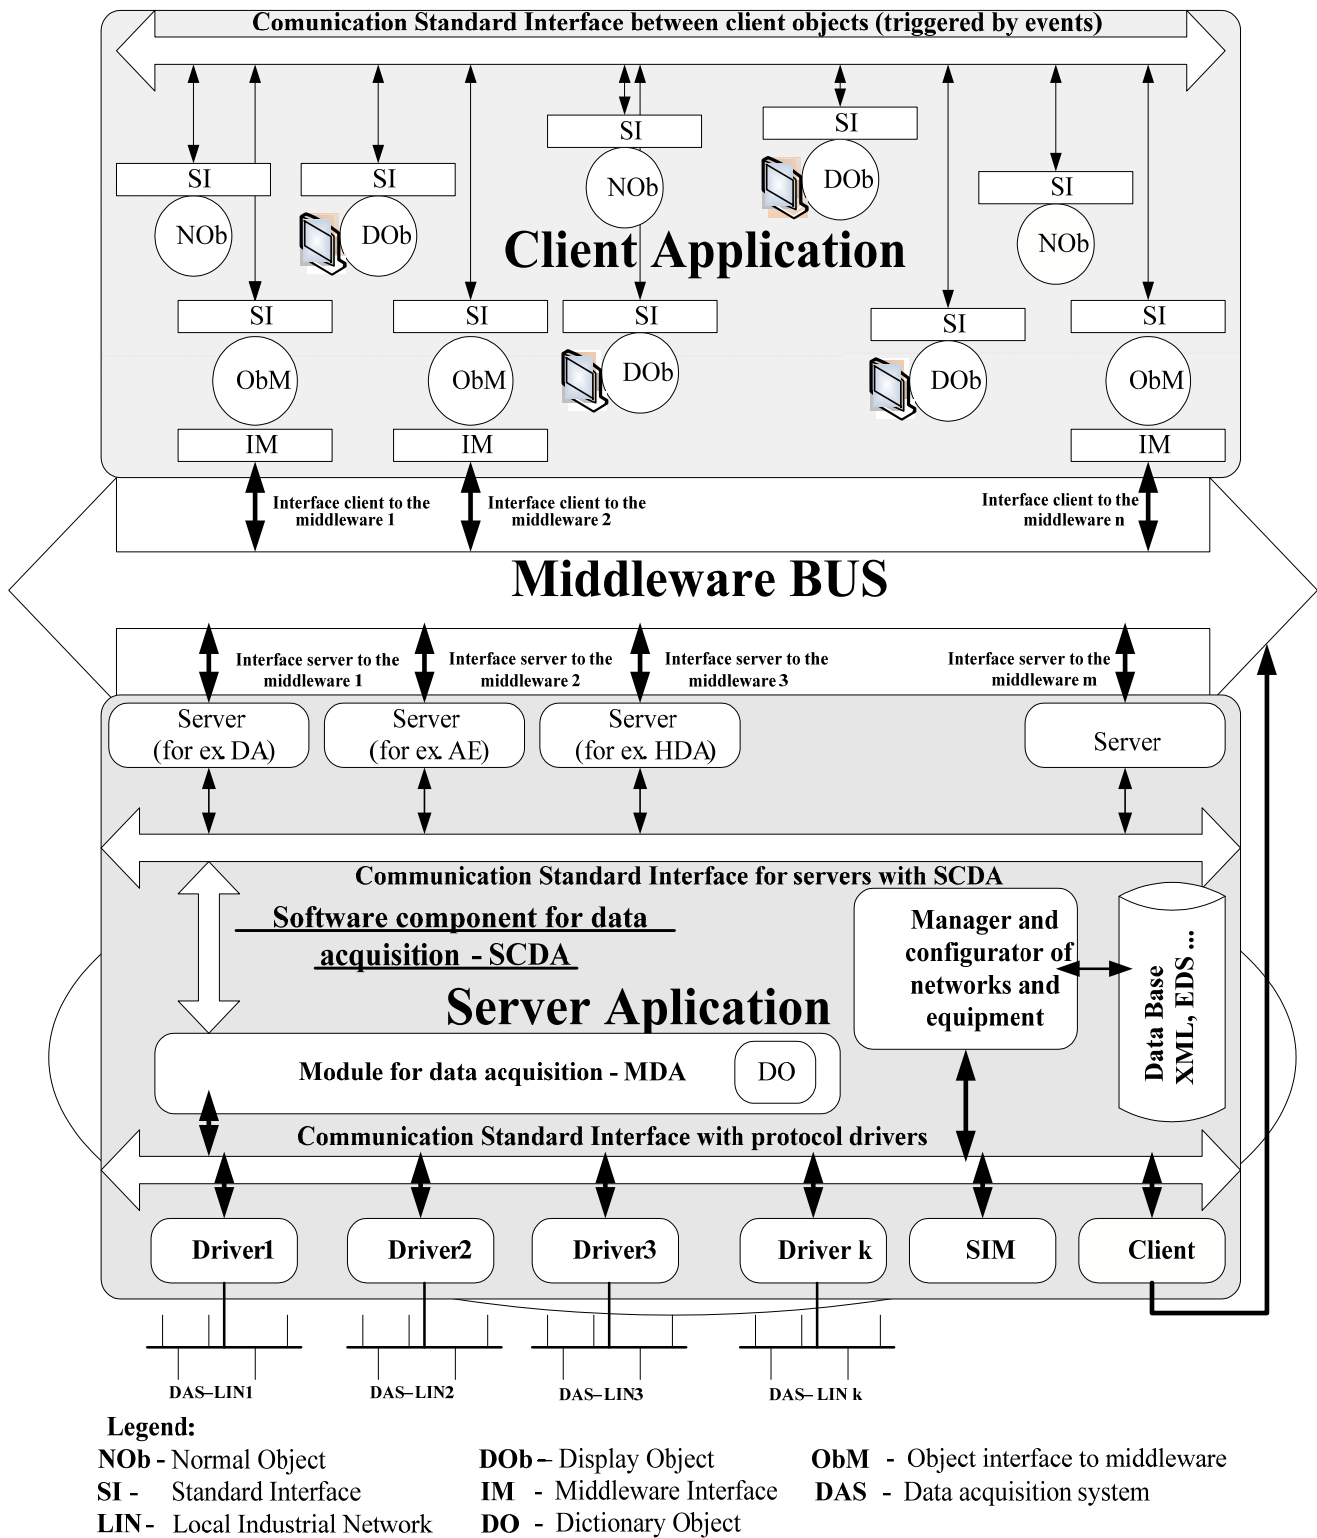 Comunication Standard Interface between client objects (triggered by events)
SI
SI
SI
SI
SI
NOb
DOb
NOb
DOb
NOb
Client Application
SI
SI
SI
SI
SI
ObM
ObM
DOb
DOb
ObM
IM
IM
IM
Interface client to the
middleware 1
Interface client to the
middleware 2
Interface client to the
middleware n
Middleware BUS
Interface server to the
middleware 1
Interface server to the
middleware 2
Interface server to the
middleware 3
Interface server to the
middleware m
Server
(for ex. DA)
Server
(for ex. AE)
Server
(for ex. HDA)
Server
Communication Standard Interface for servers with SCDA
Software component for data
acquisition - SCDA
Manager and
configurator of
networks and
equipment
Data Base
XML, EDS ...
Server Aplication
Module for data acquisition - MDA
DO
Communication Standard Interface with protocol drivers
Driver1
Driver2
Driver3
Driver k
SIM
Client
DAS–LIN1
DAS–LIN2
DAS–LIN3
DAS–LIN k
Legend:
NOb - Normal Object
DOb – Display Object
ObM - Object interface to middleware
SI - Standard Interface
IM - Middleware Interface
DAS - Data acquisition system
LIN - Local Industrial Network
DO - Dictionary Object